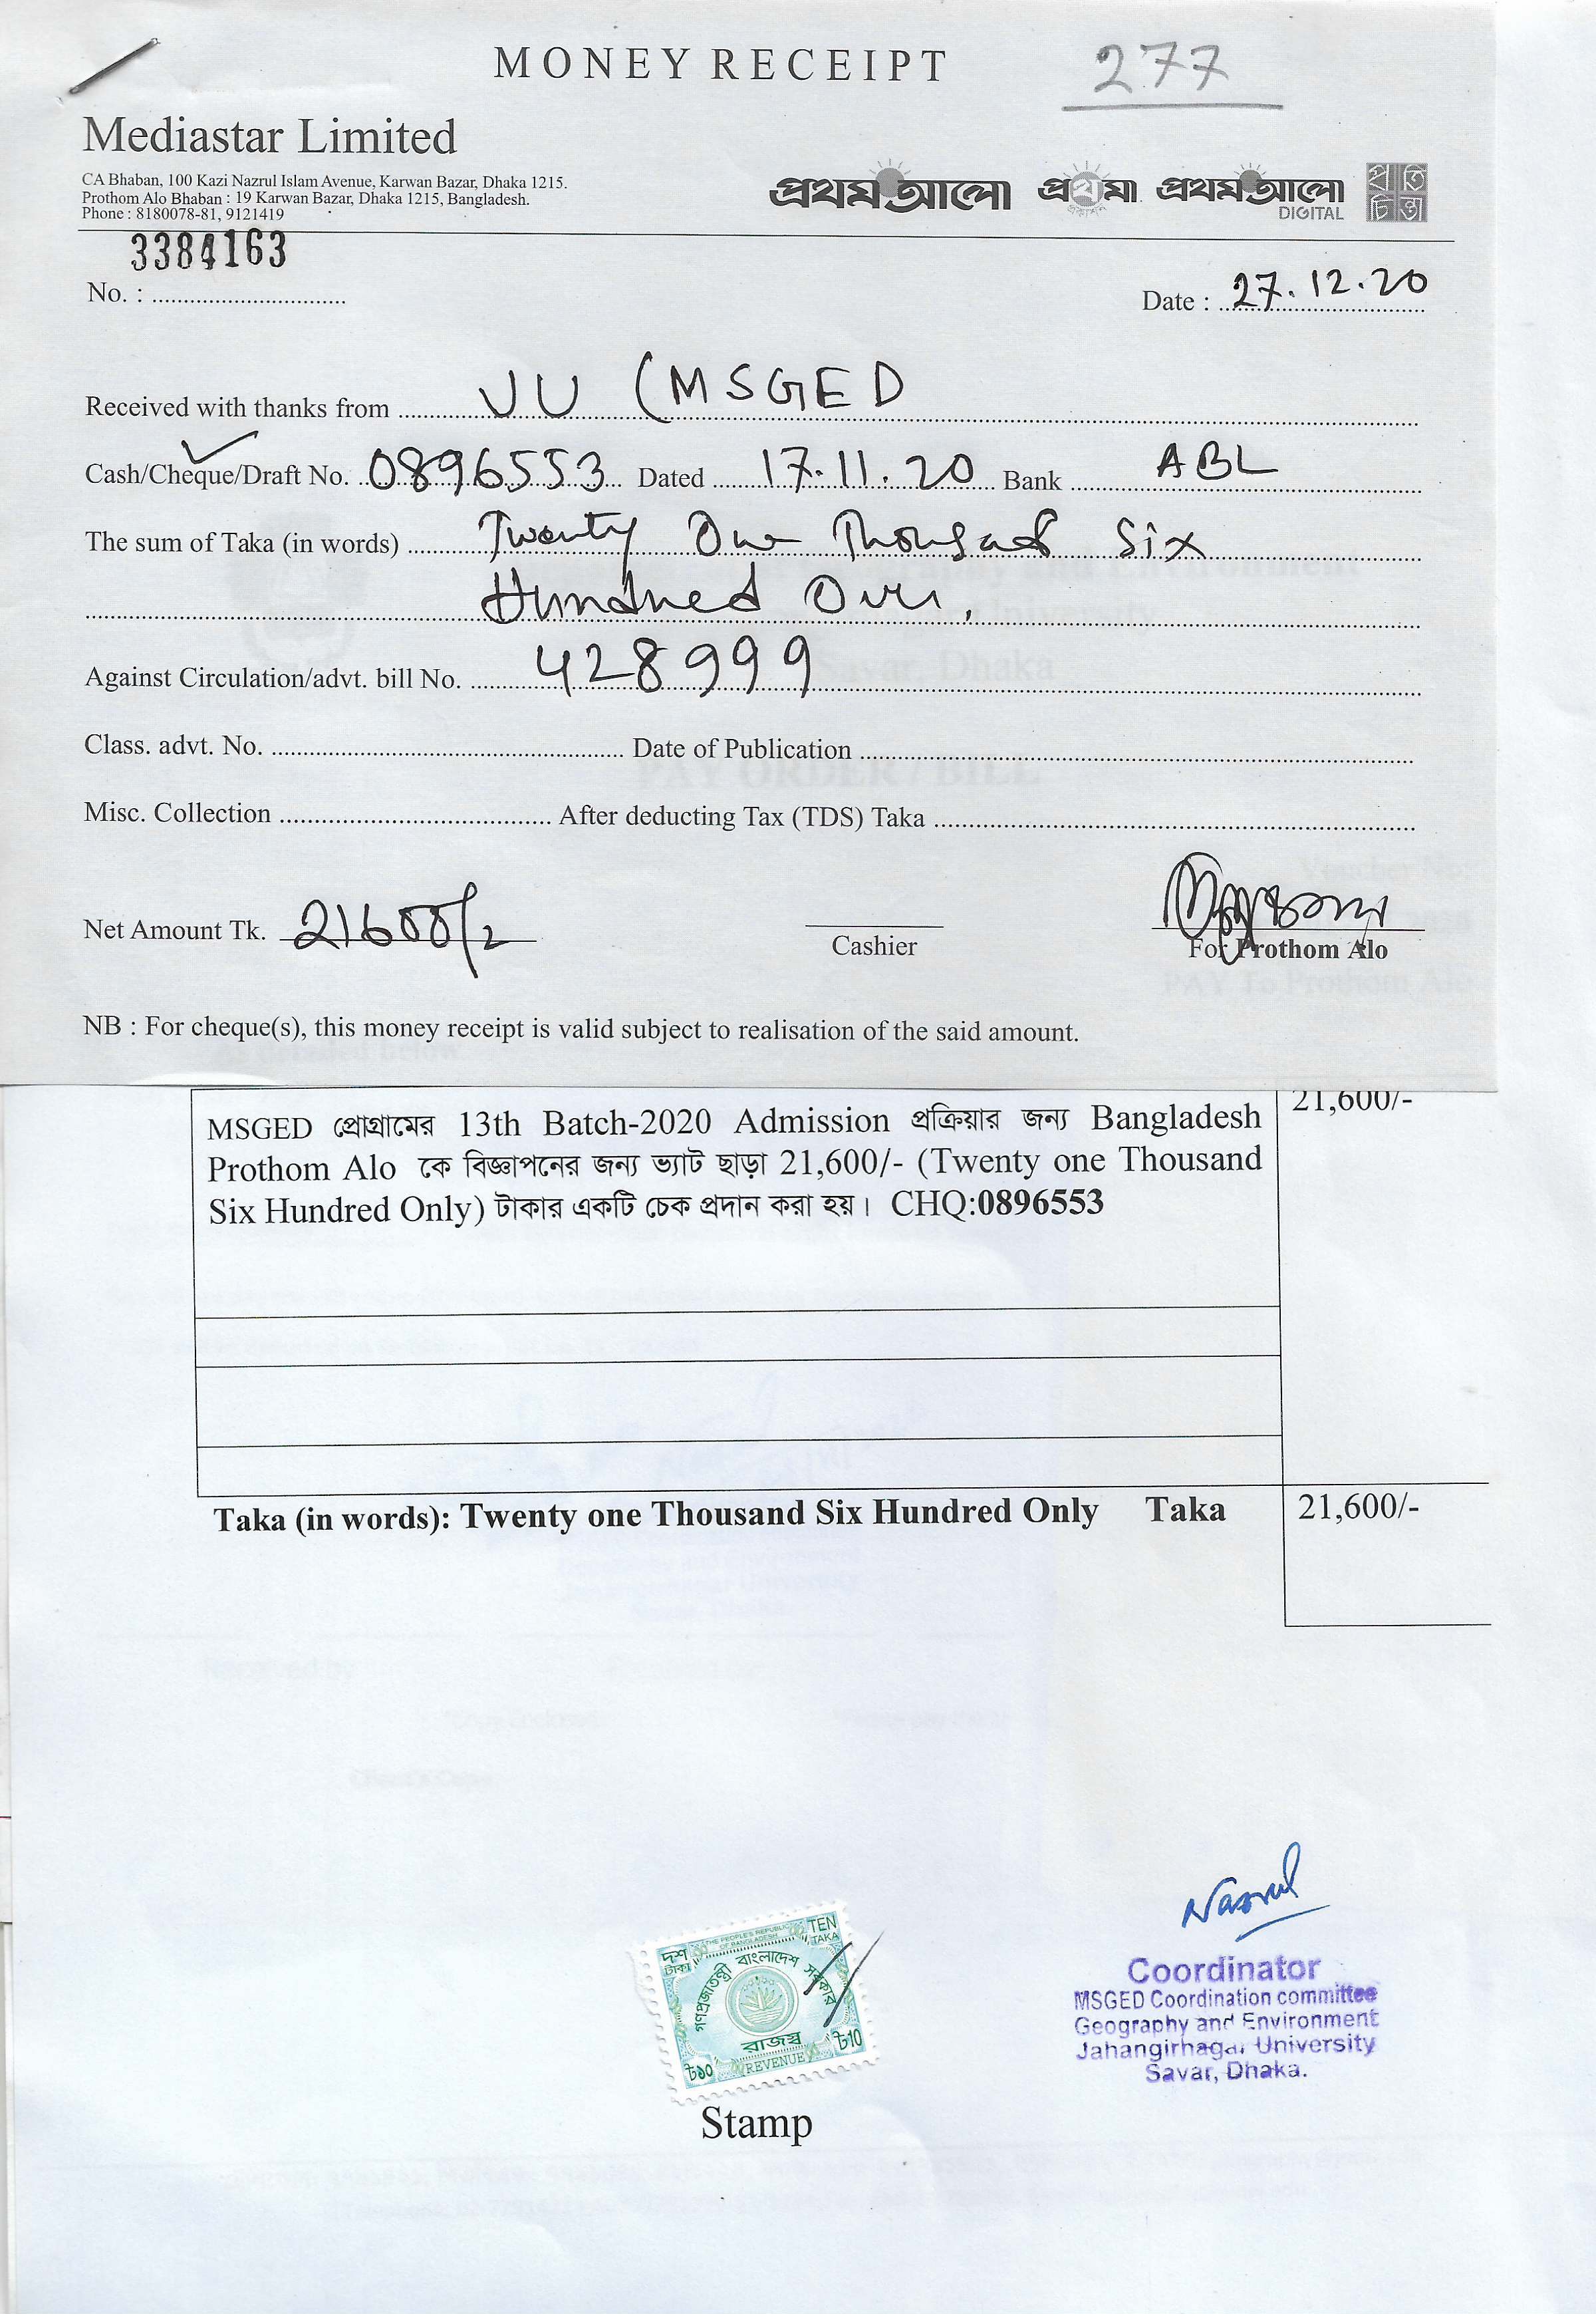 MONEY RECEIPT
277
Mediastar Limited
CA Bhaban, 100 Kazi Nazrul Islam Avenue, Karwan Bazar, Dhaka 1215.
Prothom Alo Bhaban : 19 Karwan Bazar, Dhaka 1215, Bangladesh.
Phone : 8180078-81, 9121419
প্রথম আলো প্রথমা প্রকাশন প্রথম আলো DIGITAL প্রতিচিন্তা
3384163
No. : Date : 27.12.20
Received with thanks from JU (MSGED
Cash/Cheque/Draft No. 0896553 Dated 17.11.20 Bank ABL
The sum of Taka (in words) Twenty One Thousand Six
Hundred Only.
Against Circulation/advt. bill No. 428999
Class. advt. No. Date of Publication
Misc. Collection After deducting Tax (TDS) Taka
Net Amount Tk. 21600/=
Cashier
For Prothom Alo
NB : For cheque(s), this money receipt is valid subject to realisation of the said amount.
MSGED প্রোগ্রামের 13th Batch-2020 Admission প্রক্রিয়ার জন্য Bangladesh 21,600/-
Prothom Alo কে বিজ্ঞাপনের জন্য ভ্যাট ছাড়া 21,600/- (Twenty one Thousand
Six Hundred Only) টাকার একটি চেক প্রদান করা হয়। CHQ:0896553
Taka (in words): Twenty one Thousand Six Hundred Only Taka 21,600/-
Nazrul
Coordinator
MSGED Coordination committee
Geography and Environment
Jahangirnagar University
Savar, Dhaka.
দশ টাকা
THE PEOPLE'S REPUBLIC OF BANGLADESH
TEN TAKA
গণপ্রজাতন্ত্রী বাংলাদেশ সরকার
রাজস্ব
৳১০ REVENUE ৳10
Stamp